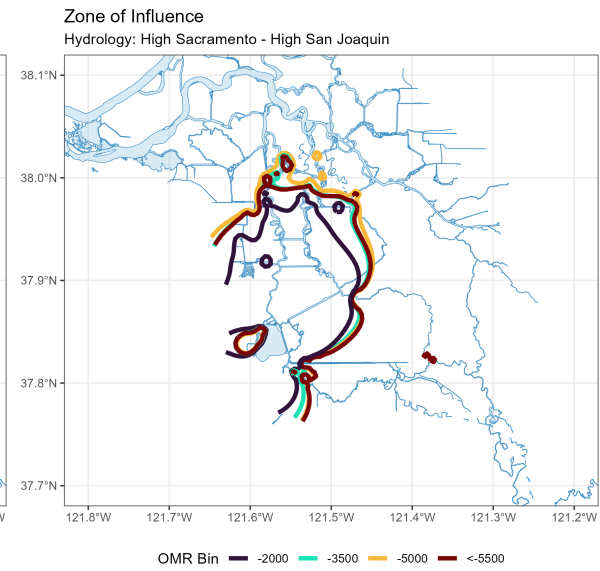 Zone of Influence
Hydrology: High Sacramento - High San Joaquin
38.1°N
38.0°N
37.9°N
37.8°N
37.7°N
W
121.8°W 121.7°W 121.6°W 121.5°W 121.4°W 121.3°W 121.2°W
OMR Bin -2000 -3500 -5000 <-5500